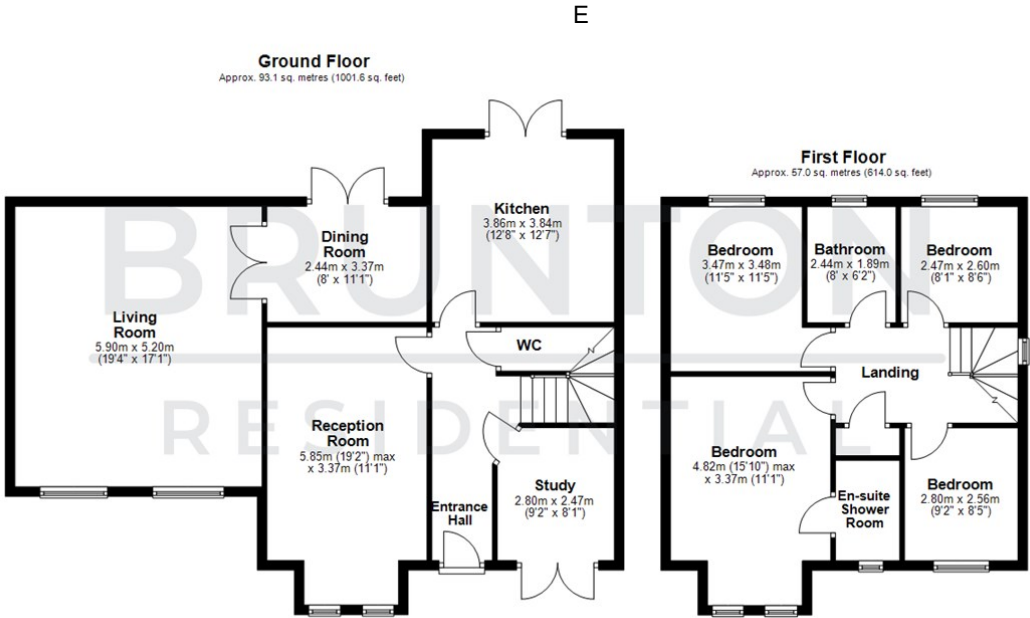 E
Ground Floor
Approx. 93.1 sq. metres (1001.6 sq. feet)
First Floor
Approx. 57.0 sq. metres (614.0 sq. feet)
BRUNTON
RESIDENTIAL
Kitchen
3.86m x 3.84m
(12'8" x 12'7")
Dining
Room
2.44m x 3.37m
(8' x 11'1")
Living
Room
5.90m x 5.20m
(19'4" x 17'1")
WC
Reception
Room
5.85m (19'2") max
x 3.37m (11'1")
Study
2.80m x 2.47m
(9'2" x 8'1")
Entrance
Hall
Bedroom
3.47m x 3.48m
(11'5" x 11'5")
Bathroom
2.44m x 1.89m
(8' x 6'2")
Bedroom
2.47m x 2.60m
(8'1" x 8'6")
Landing
Bedroom
4.82m (15'10") max
x 3.37m (11'1")
En-suite
Shower
Room
Bedroom
2.80m x 2.56m
(9'2" x 8'5")